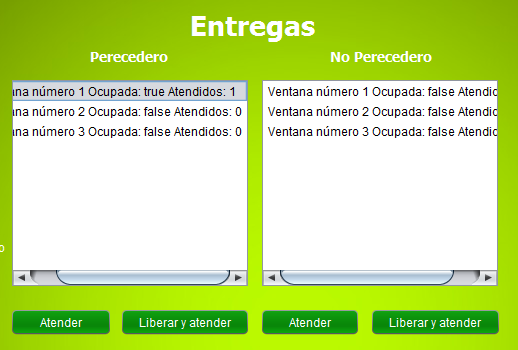 Entregas
Perecedero
No Perecedero
ana número 1 Ocupada: true Atendidos: 1
ana número 2 Ocupada: false Atendidos: 0
ana número 3 Ocupada: false Atendidos: 0
Ventana número 1 Ocupada: false Atendid
Ventana número 2 Ocupada: false Atendid
Ventana número 3 Ocupada: false Atendid
o
Atender
Liberar y atender
Atender
Liberar y atender